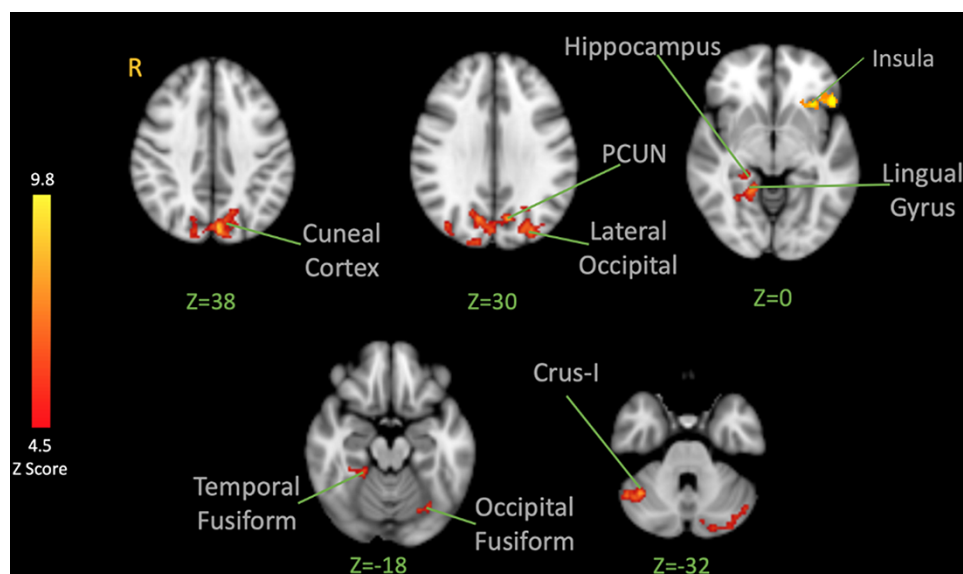 Hippocampus
Insula
R
PCUN
9.8
Lingual
Gyrus
Cuneal
Cortex
Lateral
Occipital
Z=38
Z=30
Z=0
Crus-I
4.5
Z Score
Temporal
Fusiform
Occipital
Fusiform
Z=-18
Z=-32